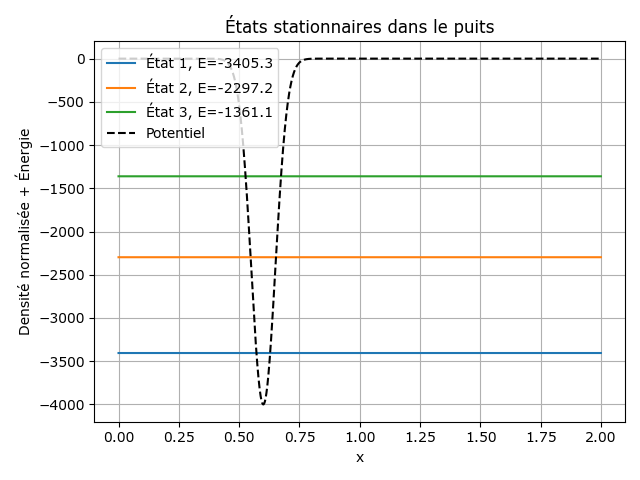 États stationnaires dans le puits
Densité normalisée + Énergie
0
−500
−1000
−1500
−2000
−2500
−3000
−3500
−4000
État 1, E=-3405.3
État 2, E=-2297.2
État 3, E=-1361.1
Potentiel
0.00 0.25 0.50 0.75 1.00 1.25 1.50 1.75 2.00
x